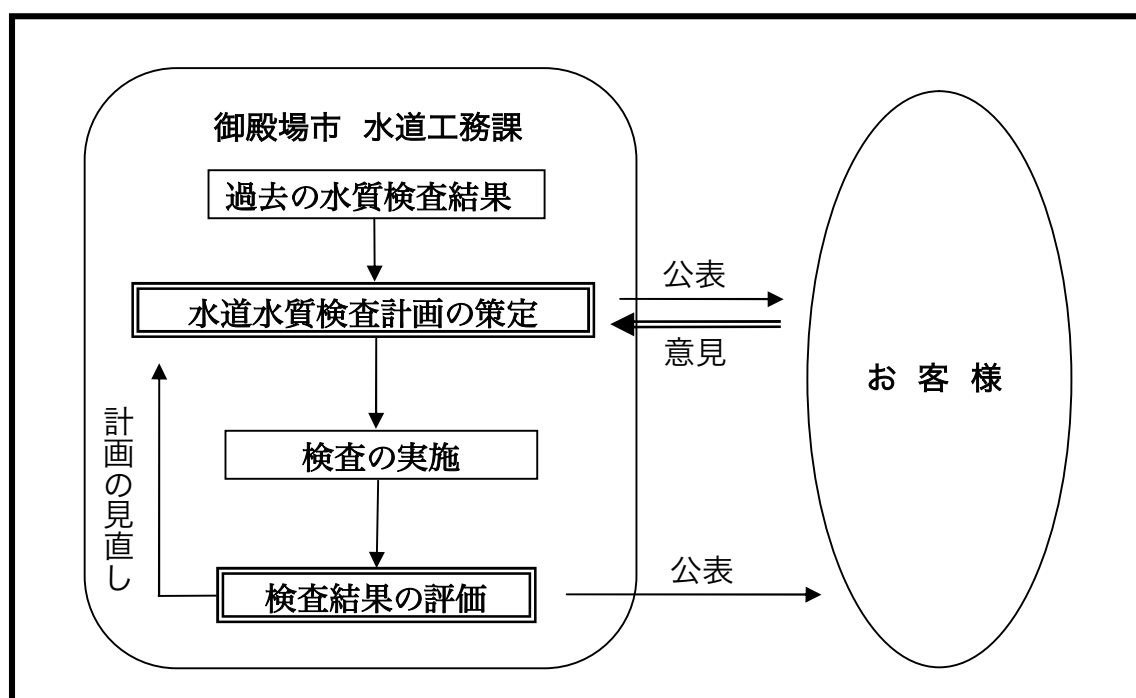 御殿場市 水道工務課
過去の水質検査結果
公表
水道水質検査計画の策定
意見
お 客 様
計画の見直し
検査の実施
公表
検査結果の評価